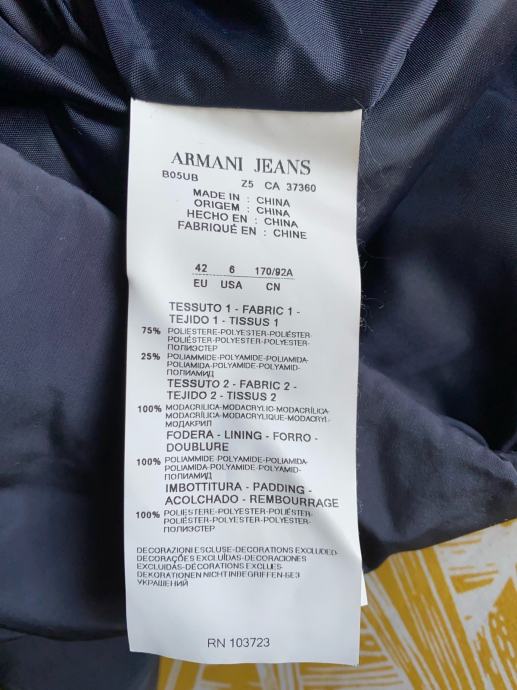 ARMANI JEANS
B05UB Z5 CA 37360
MADE IN : CHINA
ORIGEM : CHINA
HECHO EN : CHINA
FABRIQUÉ EN : CHINE
42 6 170/92A
EU USA CN
TESSUTO 1 - FABRIC 1 -
TEJIDO 1 - TISSUS 1
75% POLIESTERE-POLYESTER-POLIÉSTER-
POLIÉSTER-POLYESTER-POLYESTER-
ПОЛИЭСТЕР
25% POLIAMMIDE-POLYAMIDE-POLIAMIDA-
POLIAMIDA-POLYAMIDE-POLYAMID-
ПОЛИАМИД
TESSUTO 2 - FABRIC 2 -
TEJIDO 2 - TISSUS 2
100% MODACRILICA-MODACRYLIC-MODACRÍLICA-
MODACRÍLICA-MODACRYLIQUE-MODACRYL-
МОДАКРИЛ
FODERA - LINING - FORRO -
DOUBLURE
100% POLIAMMIDE-POLYAMIDE-POLIAMIDA-
POLIAMIDA-POLYAMIDE-POLYAMID-
ПОЛИАМИД
IMBOTTITURA - PADDING -
ACOLCHADO - REMBOURRAGE
100% POLIESTERE-POLYESTER-POLIÉSTER-
POLIÉSTER-POLYESTER-POLYESTER-
ПОЛИЭСТЕР
DECORAZIONI ESCLUSE-DECORATIONS EXCLUDED-
DECORAÇÕES EXCLUÍDAS-DECORACIONES
EXCLUIDAS-DÉCORATIONS EXCLUES-
DEKORATIONEN NICHT INBEGRIFFEN-БЕЗ
УКРАШЕНИЙ
RN 103723